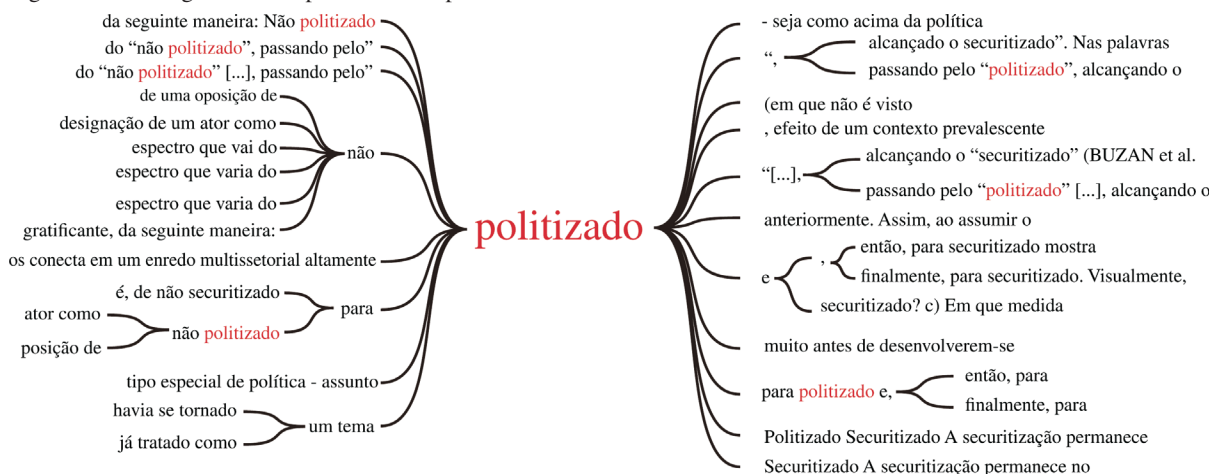 da seguinte maneira: Não politizado
do “não politizado”, passando pelo”
do “não politizado” [...], passando pelo”
de uma oposição de
designação de um ator como
espectro que vai do
espectro que varia do
espectro que varia do
gratificante, da seguinte maneira:
não
os conecta em um enredo multissetorial altamente
é, de não securitizado
ator como
posição de
não politizado
para
tipo especial de política - assunto
havia se tornado
já tratado como
um tema
politizado
- seja como acima da política
“,
alcançado o securitizado”. Nas palavras
passando pelo “politizado”, alcançando o
(em que não é visto
, efeito de um contexto prevalescente
“[...],
alcançando o “securitizado” (BUZAN et al.
passando pelo “politizado” [...], alcançando o
anteriormente. Assim, ao assumir o
e
,
então, para securitizado mostra
finalmente, para securitizado. Visualmente,
securitizado? c) Em que medida
muito antes de desenvolverem-se
para politizado e,
então, para
finalmente, para
Politizado Securitizado A securitização permanece
Securitizado A securitização permanece no